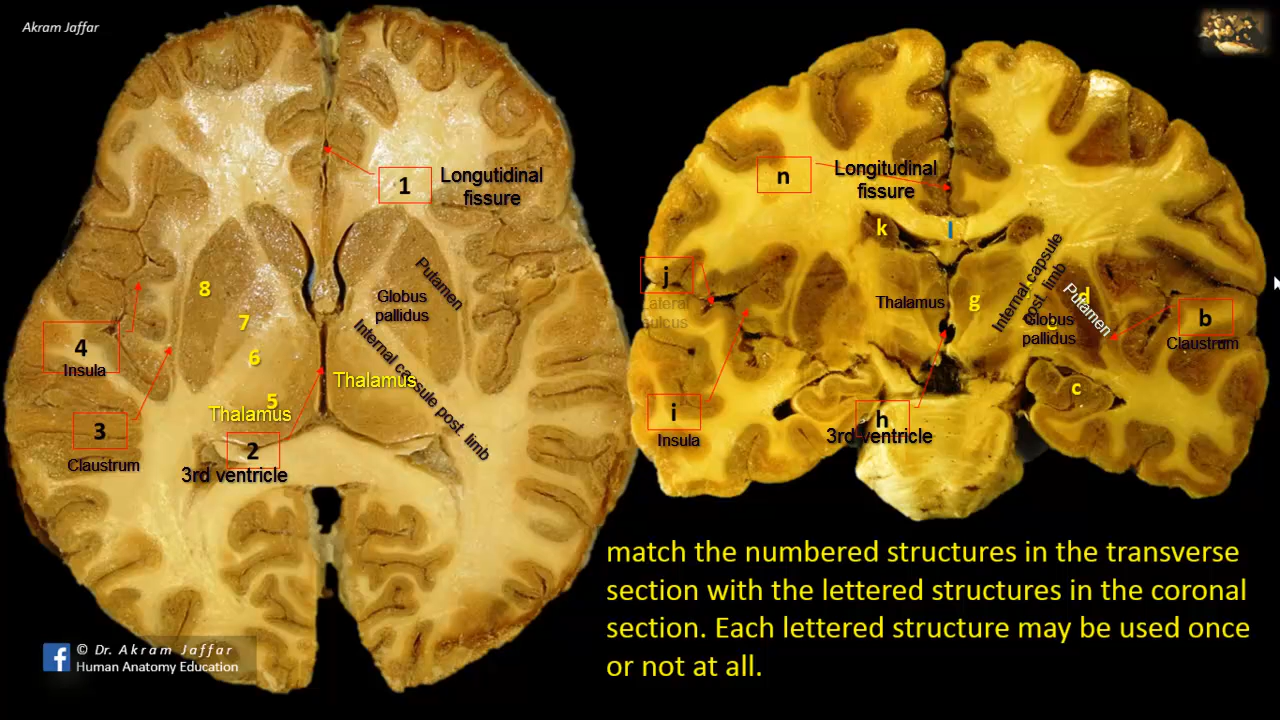 Akram Jaffar
1
Longutidinal
fissure
8
7
6
5
Putamen
Globus
pallidus
Internal capsule post. limb
Thalamus
Thalamus
4
Insula
3
Claustrum
2
3rd ventricle
n
Longitudinal
fissure
k
l
j
Lateral
sulcus
Thalamus
g
Internal capsule
post. limb
d
Putamen
Globus
pallidus
b
Claustrum
c
i
Insula
h
3rd ventricle
match the numbered structures in the transverse
section with the lettered structures in the coronal
section. Each lettered structure may be used once
or not at all.
f
© Dr. Akram Jaffar
Human Anatomy Education